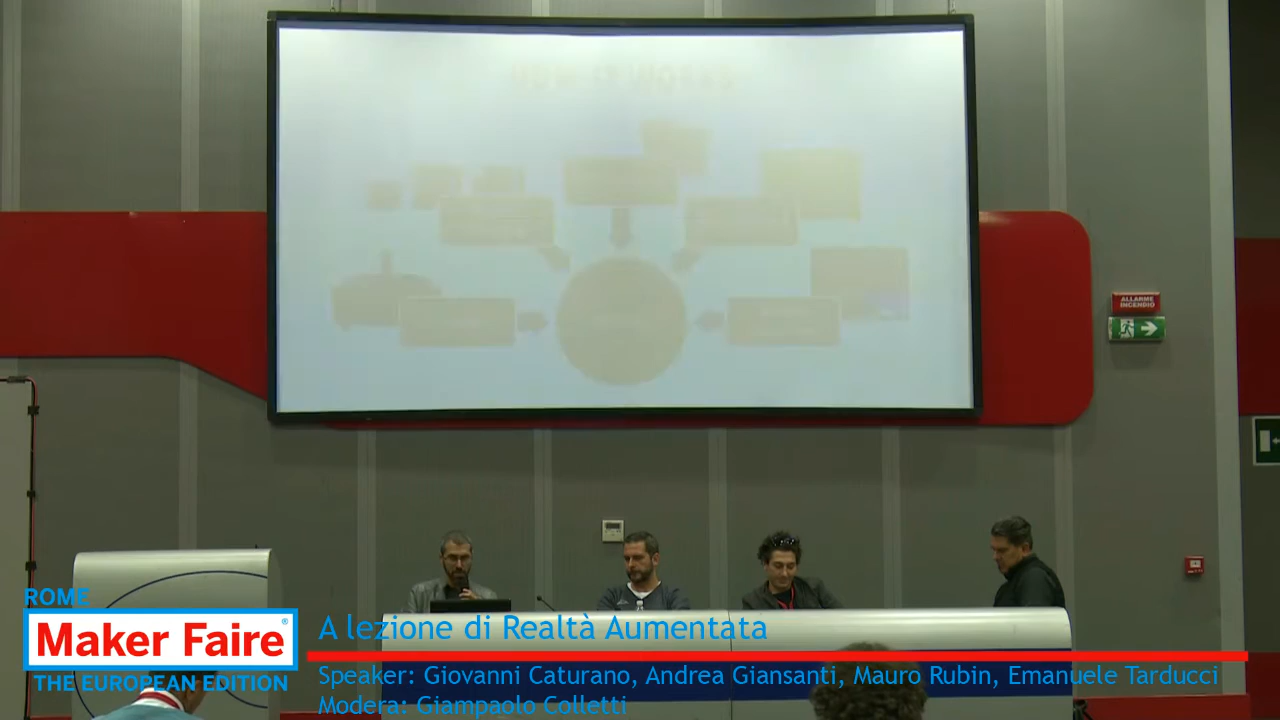 ALLARME
INCENDIO
ROME
Maker Faire®
THE EUROPEAN EDITION
A lezione di Realtà Aumentata
Speaker: Giovanni Caturano, Andrea Giansanti, Mauro Rubin, Emanuele Tarducci
Modera: Giampaolo Colletti